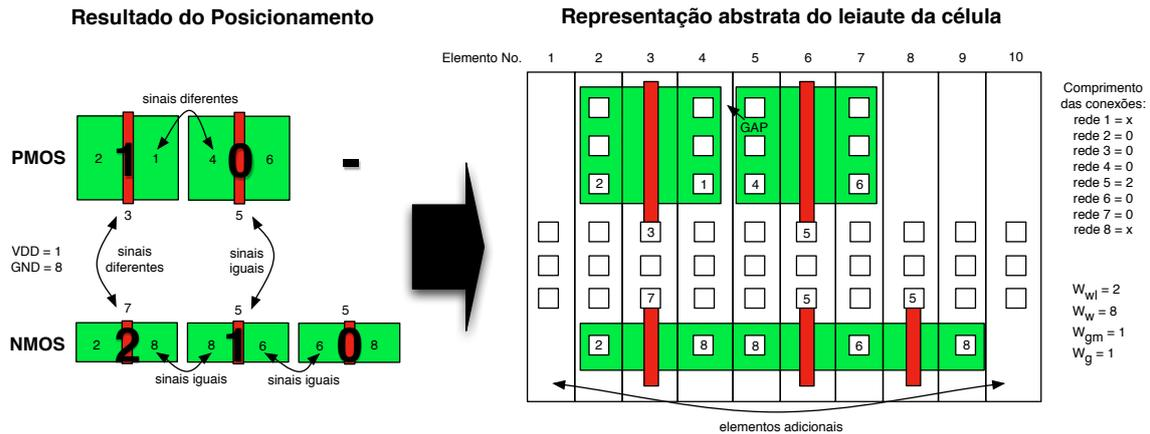 Resultado do Posicionamento
sinais diferentes
PMOS
2 1 1 4 0 6 -
3 5
VDD = 1
GND = 8
sinais
diferentes
sinais
iguais
7 5 5
NMOS
2 2 8 8 1 6 6 0 8
sinais iguais sinais iguais
Representação abstrata do leiaute da célula
Elemento No. 1 2 3 4 5 6 7 8 9 10
GAP
2 1 4 6
3 5
7 5 5
2 8 8 6 8
elementos adicionais
Comprimento
das conexões:
rede 1 = x
rede 2 = 0
rede 3 = 0
rede 4 = 0
rede 5 = 2
rede 6 = 0
rede 7 = 0
rede 8 = x
Wwl = 2
Ww = 8
Wgm = 1
Wg = 1